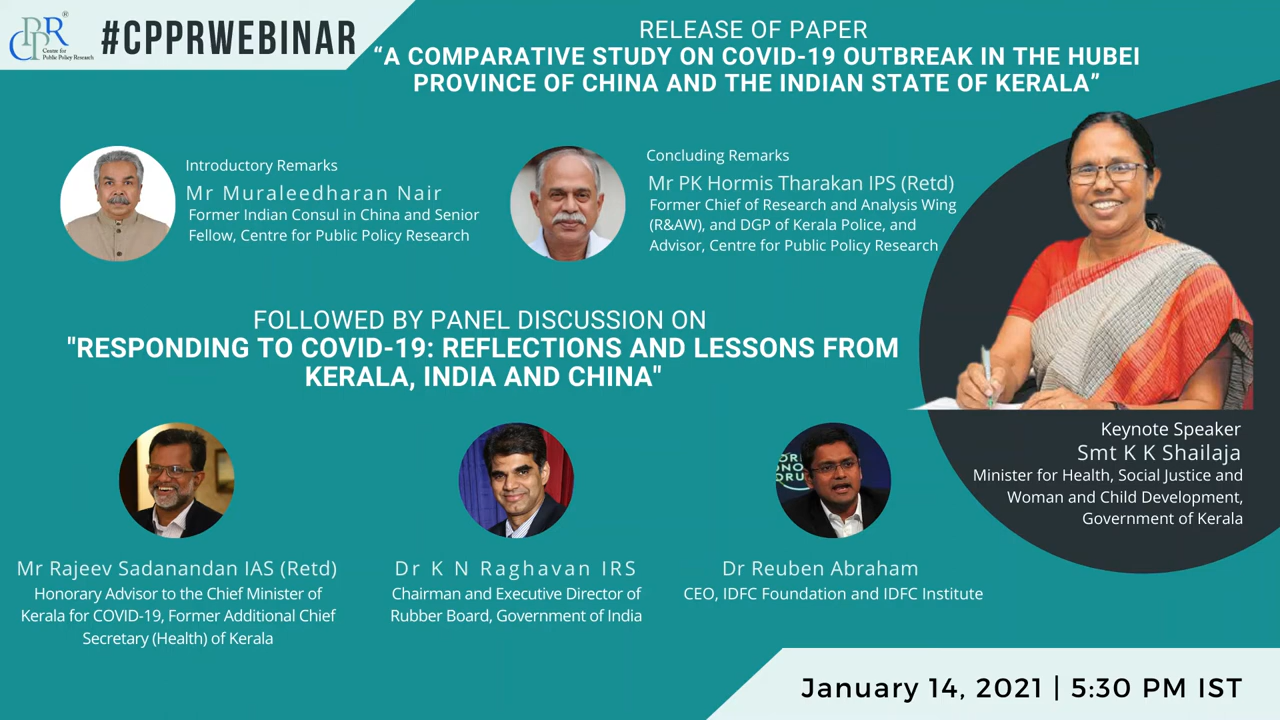 CPPR®
Centre for
Public Policy Research
#CPPRWEBINAR
RELEASE OF PAPER
“A COMPARATIVE STUDY ON COVID-19 OUTBREAK IN THE HUBEI
PROVINCE OF CHINA AND THE INDIAN STATE OF KERALA”
Introductory Remarks
Mr Muraleedharan Nair
Former Indian Consul in China and Senior
Fellow, Centre for Public Policy Research
Concluding Remarks
Mr PK Hormis Tharakan IPS (Retd)
Former Chief of Research and Analysis Wing
(R&AW), and DGP of Kerala Police, and
Advisor, Centre for Public Policy Research
FOLLOWED BY PANEL DISCUSSION ON
"RESPONDING TO COVID-19: REFLECTIONS AND LESSONS FROM
KERALA, INDIA AND CHINA"
Keynote Speaker
Smt K K Shailaja
Minister for Health, Social Justice and
Woman and Child Development,
Government of Kerala
Mr Rajeev Sadanandan IAS (Retd)
Honorary Advisor to the Chief Minister of
Kerala for COVID-19, Former Additional Chief
Secretary (Health) of Kerala
Dr K N Raghavan IRS
Chairman and Executive Director of
Rubber Board, Government of India
Dr Reuben Abraham
CEO, IDFC Foundation and IDFC Institute
January 14, 2021 | 5:30 PM IST